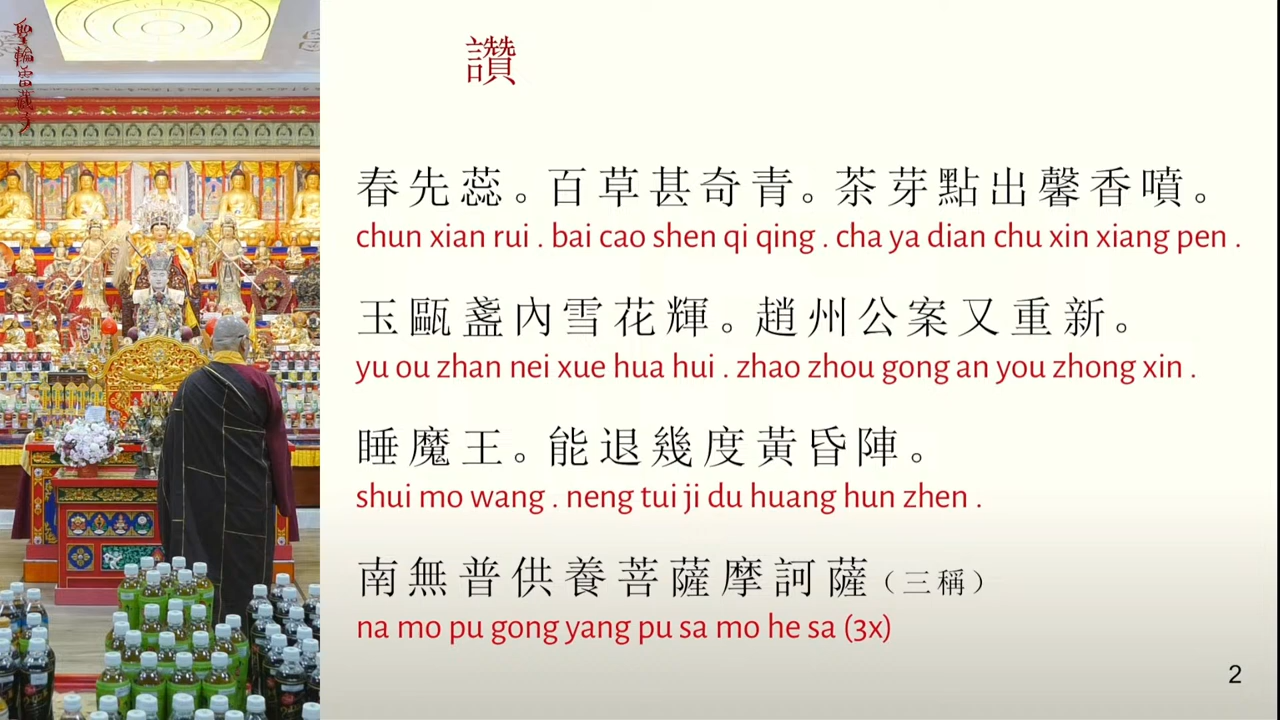 聖輪雷藏寺
讚
春先蕊。百草甚奇青。茶芽點出馨香噴。
chun xian rui . bai cao shen qi qing . cha ya dian chu xin xiang pen .
玉甌盞內雪花輝。趙州公案又重新。
yu ou zhan nei xue hua hui . zhao zhou gong an you zhong xin .
睡魔王。能退幾度黃昏陣。
shui mo wang . neng tui ji du huang hun zhen .
南無普供養菩薩摩訶薩（三稱）
na mo pu gong yang pu sa mo he sa (3x)
2